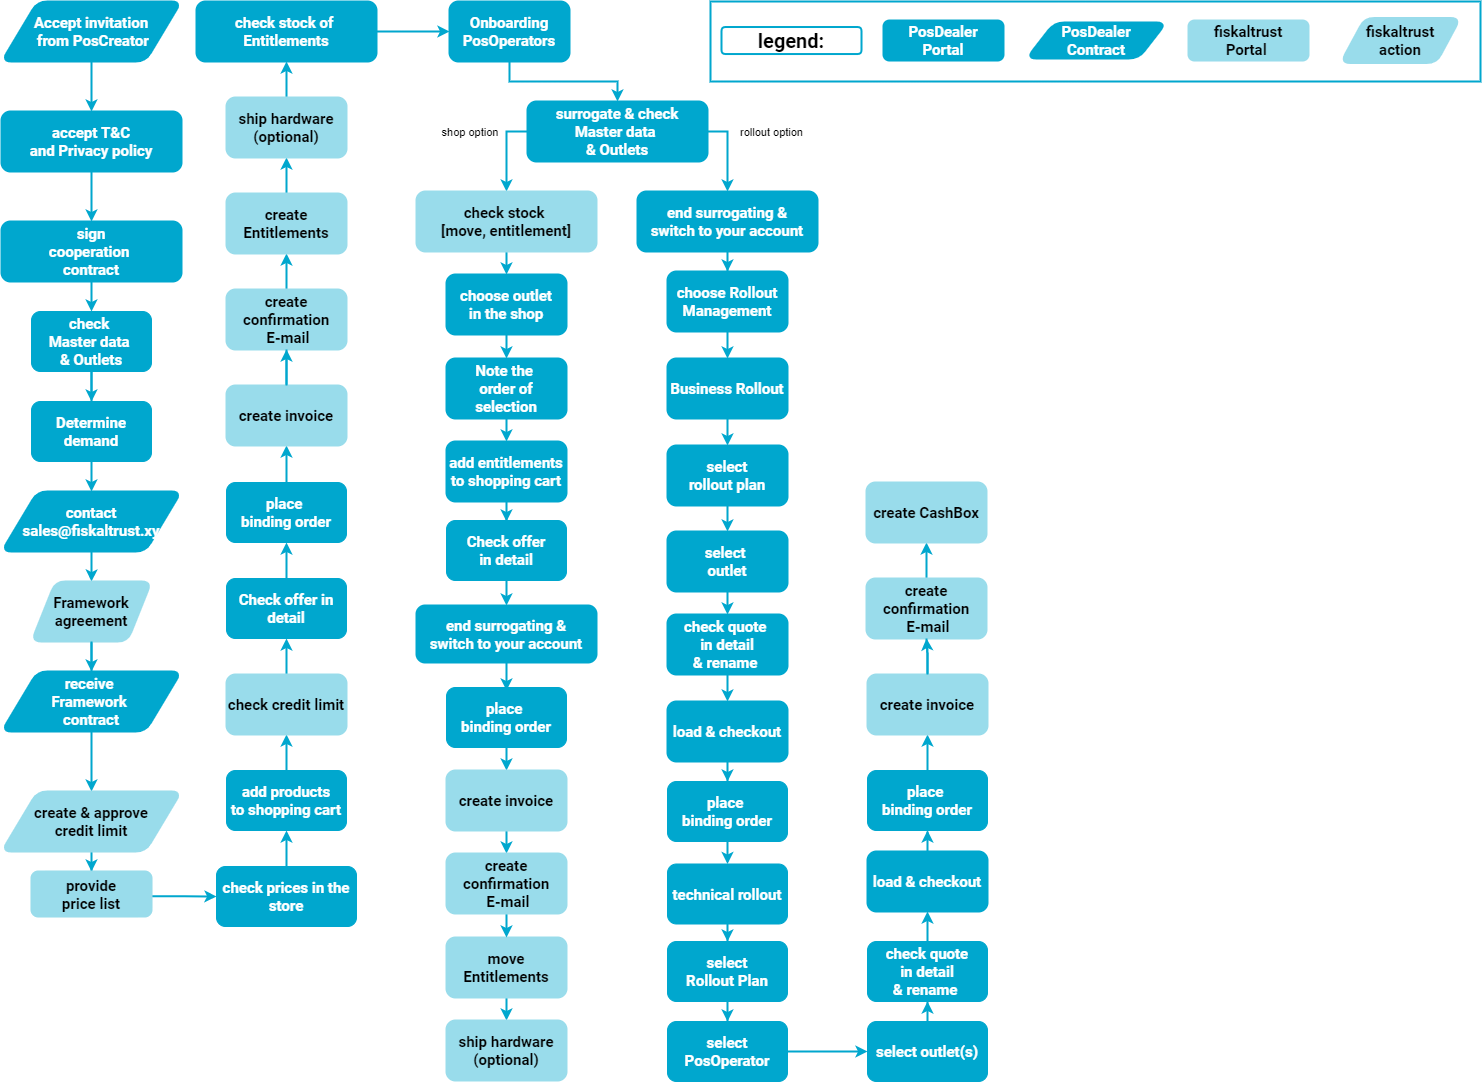 Accept invitation
from PosCreator
accept T&C
and Privacy policy
sign
cooperation
contract
check
Master data
& Outlets
Determine
demand
contact
sales@fiskaltrust.xy
Framework
agreement
receive
Framework
contract
create & approve
credit limit
provide
price list
check prices in the
store
add products
to shopping cart
check credit limit
Check offer in
detail
place
binding order
create invoice
create
confirmation
E-mail
create
Entitlements
ship hardware
(optional)
check stock of
Entitlements
Onboarding
PosOperators
surrogate & check
Master data
& Outlets
shop option
rollout option
check stock
[move, entitlement]
choose outlet
in the shop
Note the
order of
selection
add entitlements
to shopping cart
Check offer
in detail
end surrogating &
switch to your account
place
binding order
create invoice
create
confirmation
E-mail
move
Entitlements
ship hardware
(optional)
end surrogating &
switch to your account
choose Rollout
Management
Business Rollout
select
rollout plan
select
outlet
check quote
in detail
& rename
load & checkout
place
binding order
technical rollout
select
Rollout Plan
select
PosOperator
select outlet(s)
check quote
in detail
& rename
load & checkout
place
binding order
create invoice
create
confirmation
E-mail
create CashBox
legend:
PosDealer
Portal
PosDealer
Contract
fiskaltrust
Portal
fiskaltrust
action